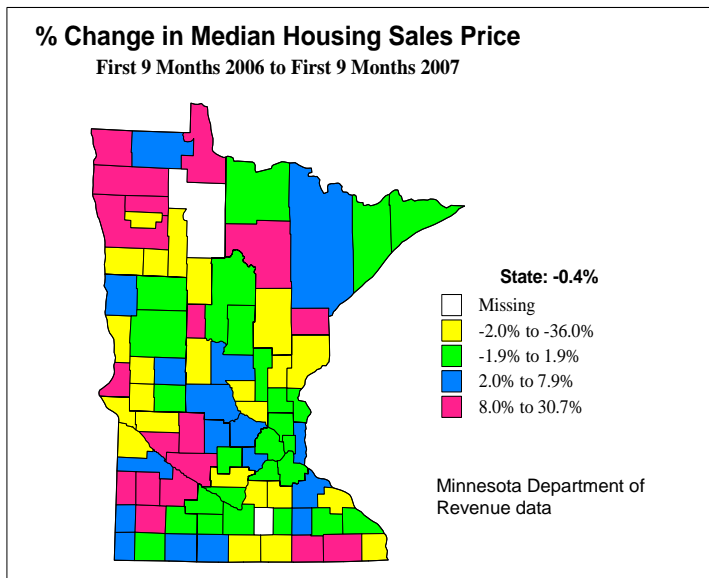 % Change in Median Housing Sales Price
First 9 Months 2006 to First 9 Months 2007
State: -0.4%
Missing
-2.0% to -36.0%
-1.9% to 1.9%
2.0% to 7.9%
8.0% to 30.7%
Minnesota Department of
Revenue data